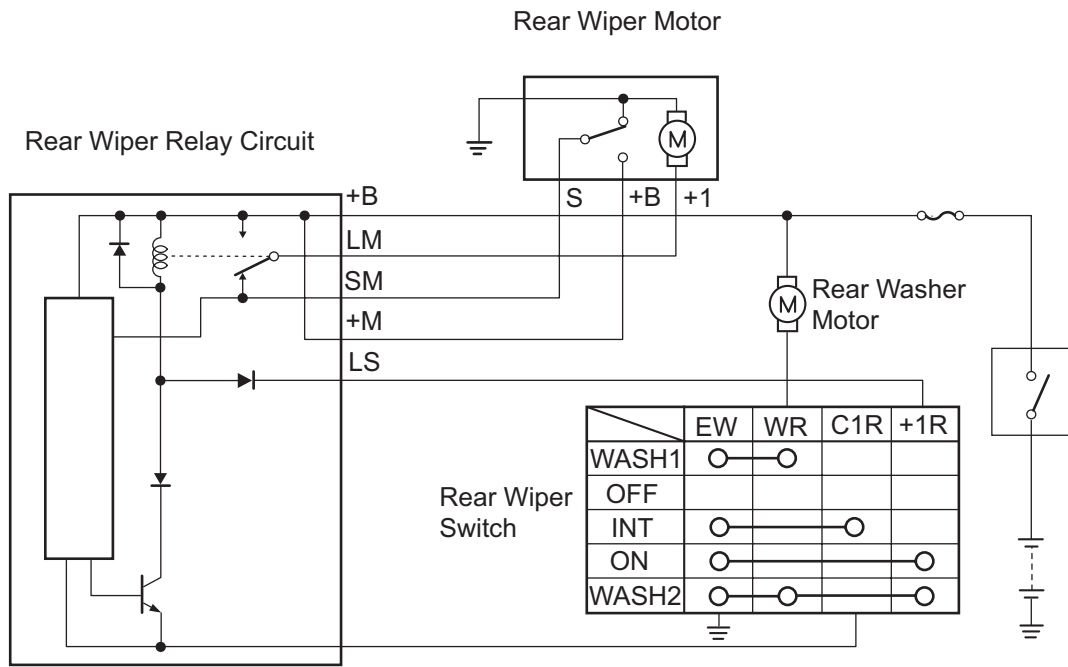 Rear Wiper Motor
M
Rear Wiper Relay Circuit
S +B +1
+B
LM
SM
+M
LS
M
Rear Washer
Motor
EW WR C1R +1R
WASH1
OFF
INT
ON
WASH2
Rear Wiper
Switch